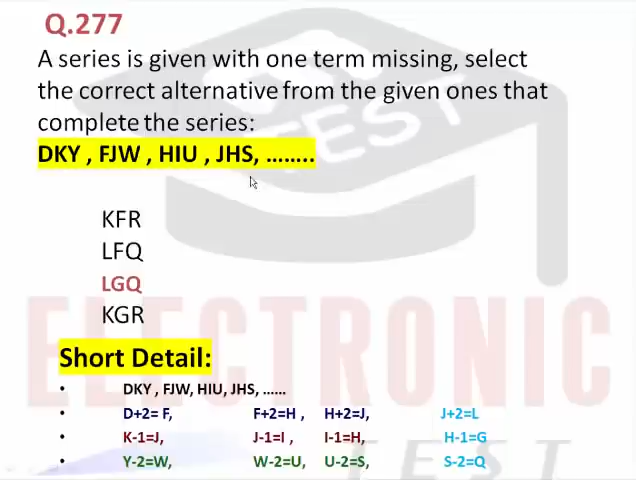 Q.277
A series is given with one term missing, select
the correct alternative from the given ones that
complete the series:
DKY , FJW , HIU , JHS, ……..
KFR
LFQ
LGQ
KGR
Short Detail:
• DKY , FJW, HIU, JHS, ……
• D+2= F, F+2=H , H+2=J, J+2=L
• K-1=J, J-1=I , I-1=H, H-1=G
• Y-2=W, W-2=U, U-2=S, S-2=Q
TEST
ELECTRONIC
TEST